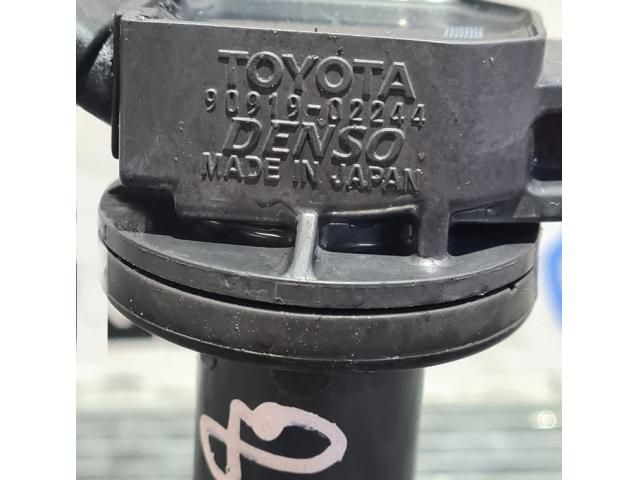 TOYOTA
90919-02244
DENSO
MADE IN JAPAN